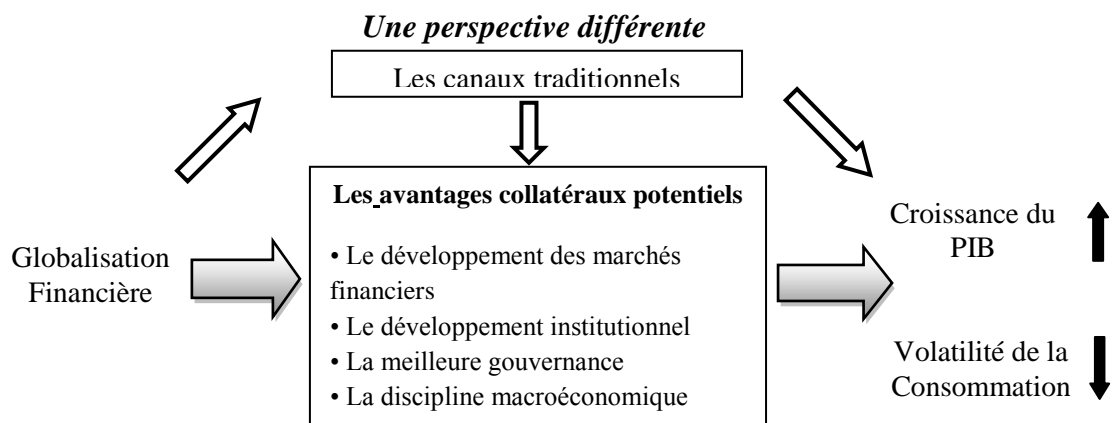 Une perspective différente
Les canaux traditionnels
Les avantages collatéraux potentiels
• Le développement des marchés
financiers
• Le développement institutionnel
• La meilleure gouvernance
• La discipline macroéconomique
Globalisation
Financière
Croissance du
PIB
Volatilité de la
Consommation